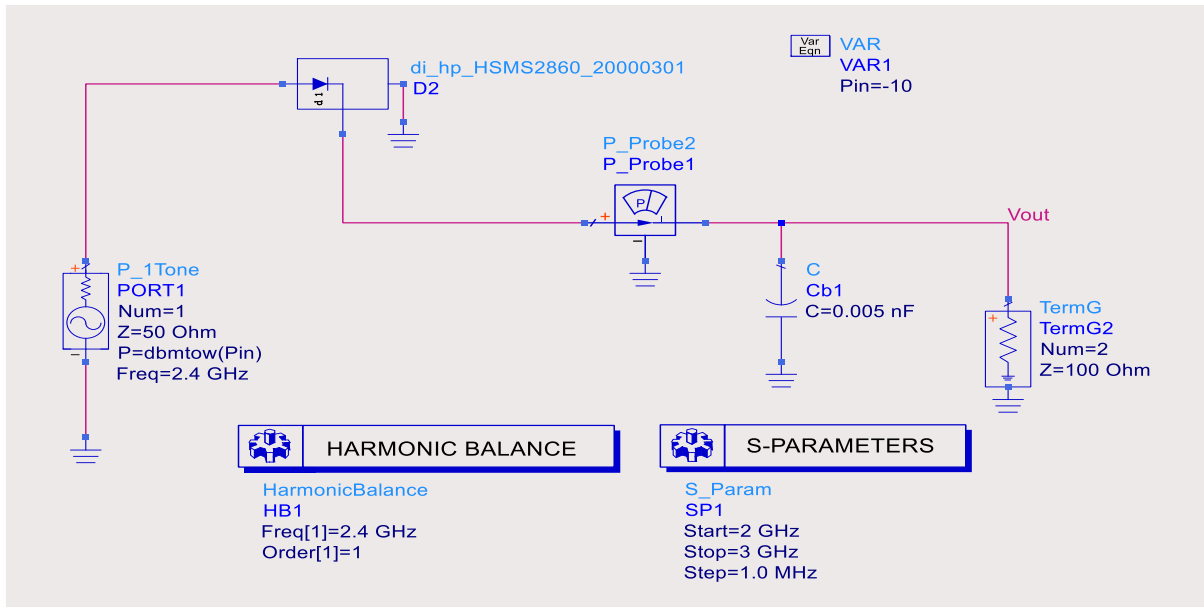 Var
Eqn
VAR
VAR1
Pin=-10
di_hp_HSMS2860_20000301
D2
d1
P_Probe2
P_Probe1
P
I
Vout
P_1Tone
PORT1
Num=1
Z=50 Ohm
P=dbmtow(Pin)
Freq=2.4 GHz
C
Cb1
C=0.005 nF
TermG
TermG2
Num=2
Z=100 Ohm
HARMONIC BALANCE
HarmonicBalance
HB1
Freq[1]=2.4 GHz
Order[1]=1
S-PARAMETERS
S_Param
SP1
Start=2 GHz
Stop=3 GHz
Step=1.0 MHz